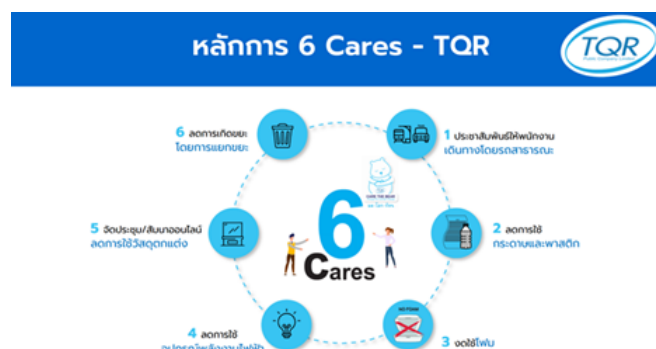 หลักการ 6 Cares - TQR
TQR
6 ลดการเกิดขยะ
โดยการแยกขยะ
1 ประชาสัมพันธ์ให้พนักงาน
เดินทางโดยรถสาธารณะ
CARE THE BEAR
6
Cares
5 จัดประชุม/สัมนาออนไลน์
ลดการใช้วัสดุตกแต่ง
2 ลดการใช้
กระดาษและพาสติก
NO FOAM
4 ลดการใช้
3 งดใช้โฟม